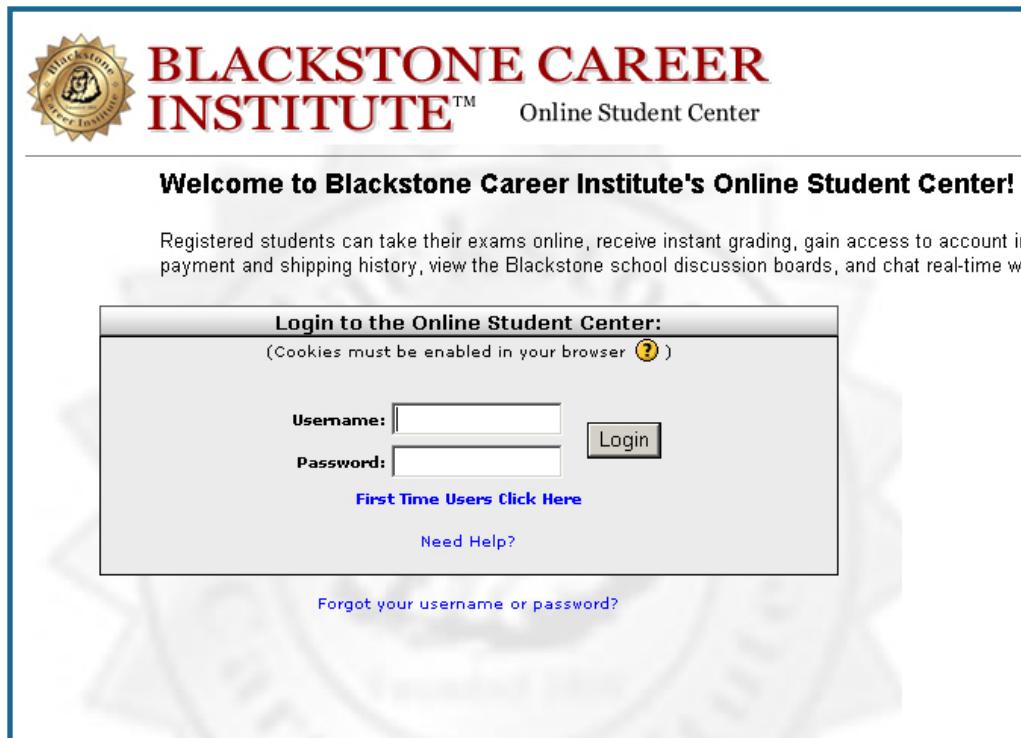 Blackstone
Career Institute
BLACKSTONE CAREER
INSTITUTE™ Online Student Center
Welcome to Blackstone Career Institute's Online Student Center!
Registered students can take their exams online, receive instant grading, gain access to account
payment and shipping history, view the Blackstone school discussion boards, and chat real-time
Login to the Online Student Center:
(Cookies must be enabled in your browser ? )
Username:
Login
Password:
First Time Users Click Here
Need Help?
Forgot your username or password?